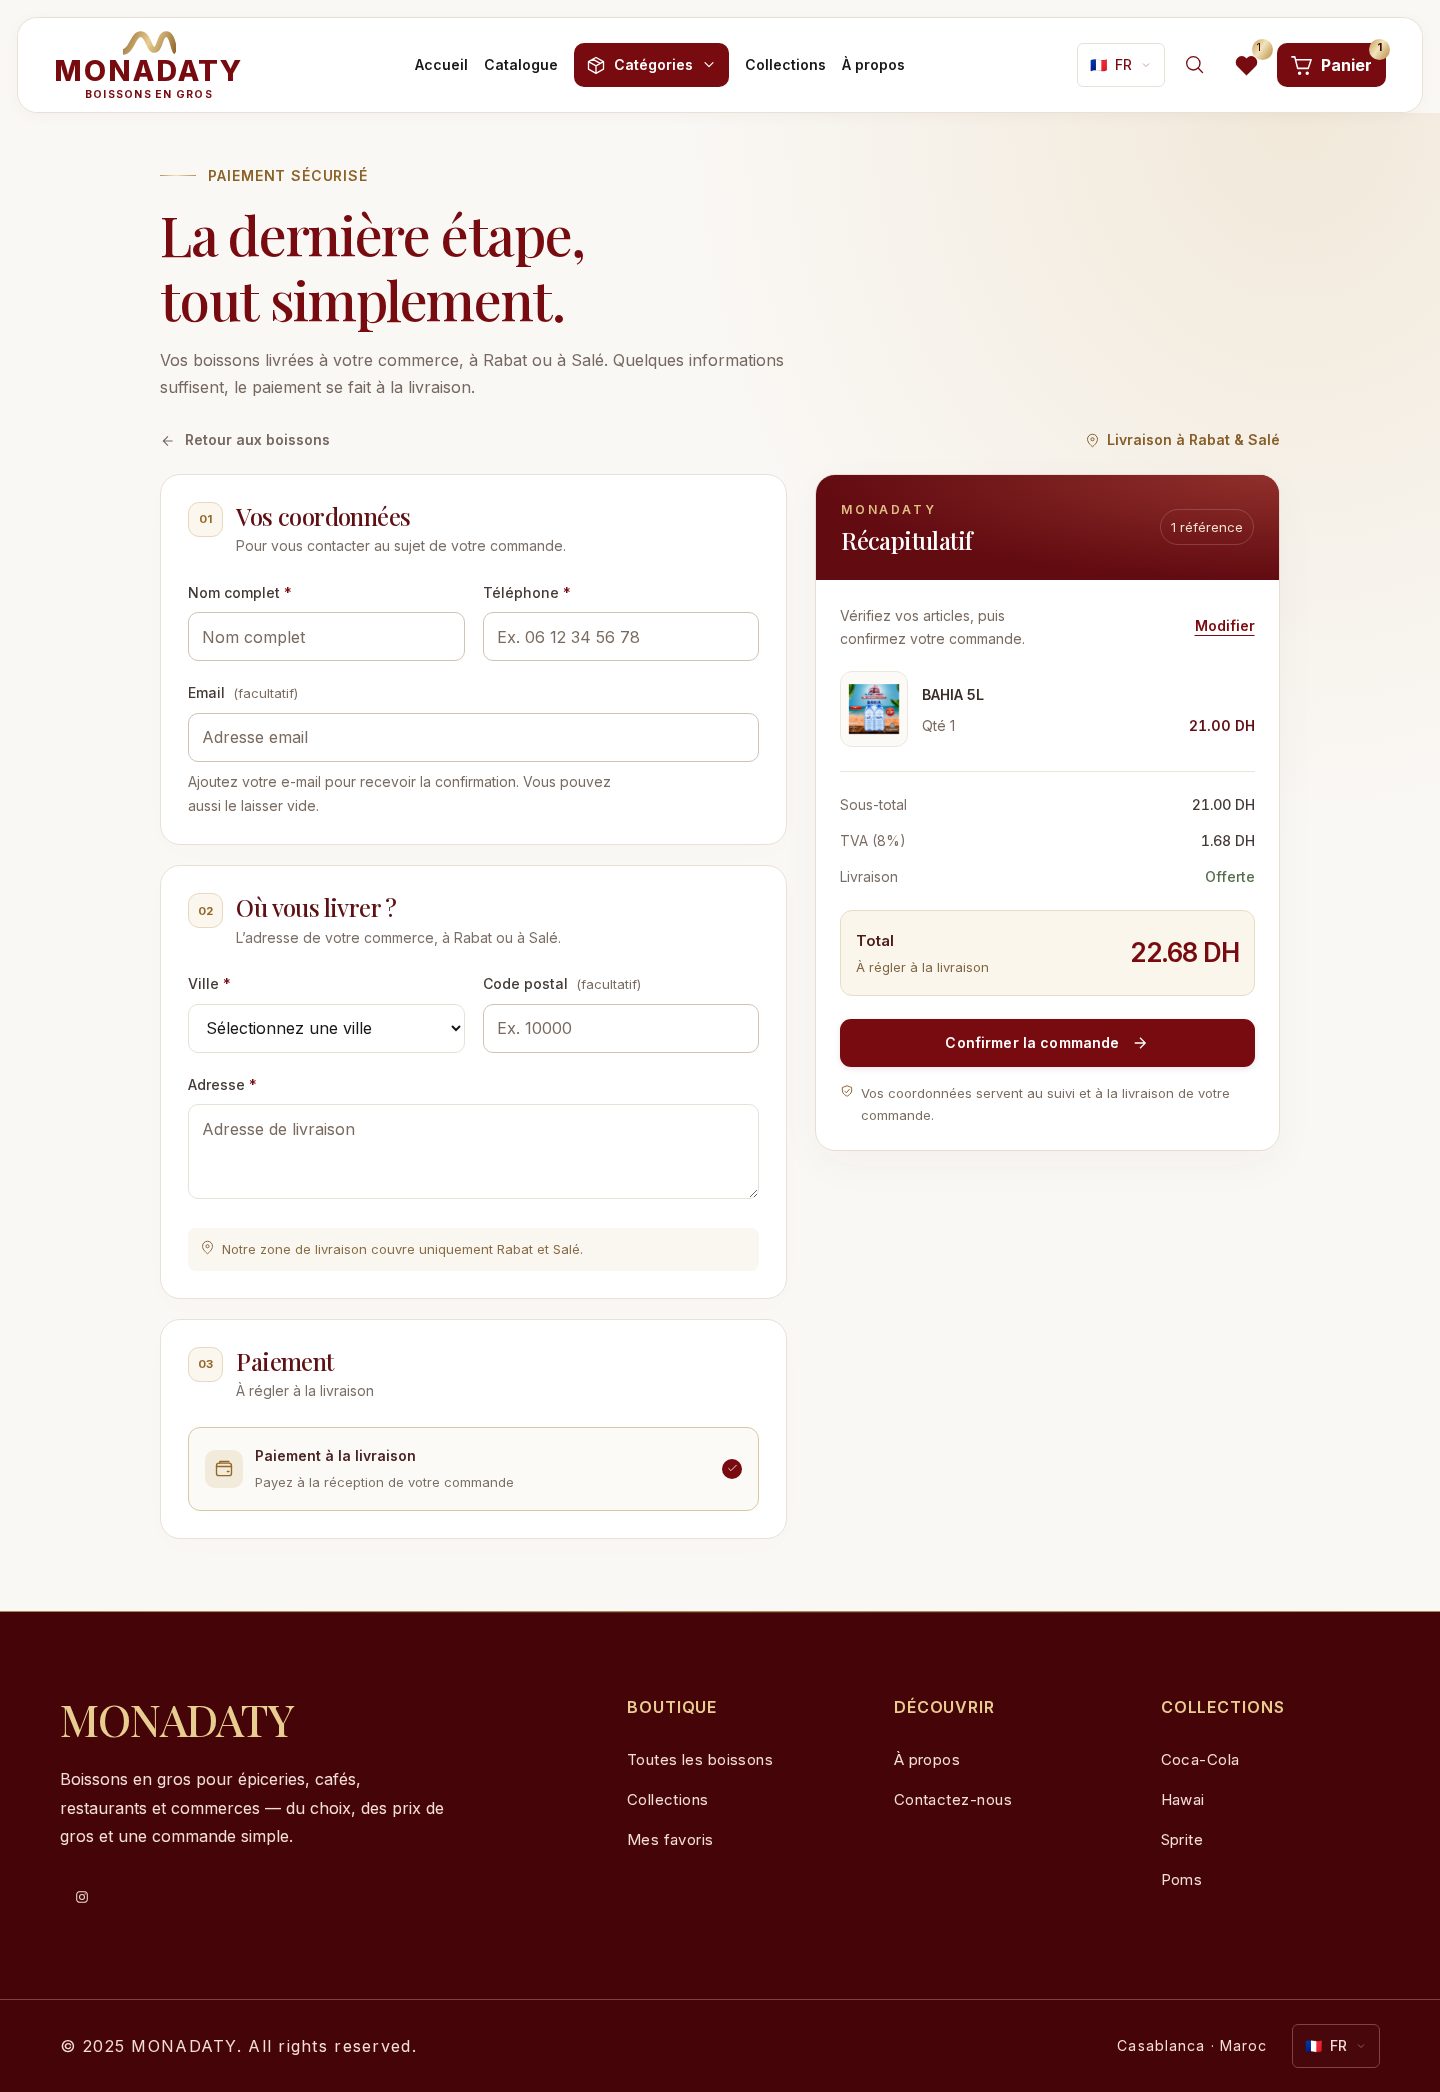 MONADATY
BOISSONS EN GROS
Accueil
Catalogue
Catégories
Collections
À propos
FR
1
Panier
1
PAIEMENT SÉCURISÉ
La dernière étape,
tout simplement.
Vos boissons livrées à votre commerce, à Rabat ou à Salé. Quelques informations
suffisent, le paiement se fait à la livraison.
Retour aux boissons
Livraison à Rabat & Salé
01
Vos coordonnées
Pour vous contacter au sujet de votre commande.
Nom complet *
Téléphone *
Nom complet
Ex. 06 12 34 56 78
Email (facultatif)
Adresse email
Ajoutez votre e-mail pour recevoir la confirmation. Vous pouvez
aussi le laisser vide.
02
Où vous livrer ?
L’adresse de votre commerce, à Rabat ou à Salé.
Ville *
Code postal (facultatif)
Sélectionnez une ville
Ex. 10000
Adresse *
Adresse de livraison
Notre zone de livraison couvre uniquement Rabat et Salé.
03
Paiement
À régler à la livraison
Paiement à la livraison
Payez à la réception de votre commande
MONADATY
Récapitulatif
1 référence
Vérifiez vos articles, puis
confirmez votre commande.
Modifier
BAHIA
BAHIA 5L
Qté 1
21.00 DH
Sous-total
21.00 DH
TVA (8%)
1.68 DH
Livraison
Offerte
Total
À régler à la livraison
22.68 DH
Confirmer la commande
Vos coordonnées servent au suivi et à la livraison de votre
commande.
MONADATY
Boissons en gros pour épiceries, cafés,
restaurants et commerces — du choix, des prix de
gros et une commande simple.
BOUTIQUE
Toutes les boissons
Collections
Mes favoris
DÉCOUVRIR
À propos
Contactez-nous
COLLECTIONS
Coca-Cola
Hawai
Sprite
Poms
© 2025 MONADATY. All rights reserved.
Casablanca · Maroc
FR